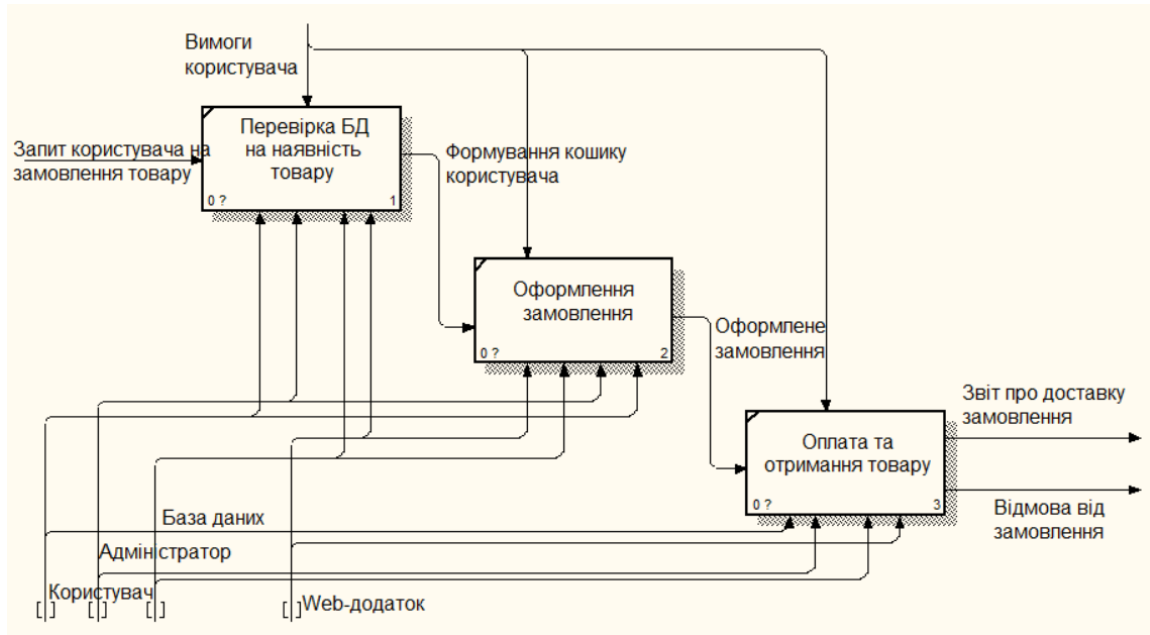 Вимоги
користувача
Запит користувача на
замовлення товару
Перевірка БД
на наявність
товару
0 ?
1
Формування кошику
користувача
Оформлення
замовлення
0 ?
2
Оформлене
замовлення
Оплата та
отримання товару
0 ?
3
Звіт про доставку
замовлення
Відмова від
замовлення
База даних
Адміністратор
Користувач
Web-додаток